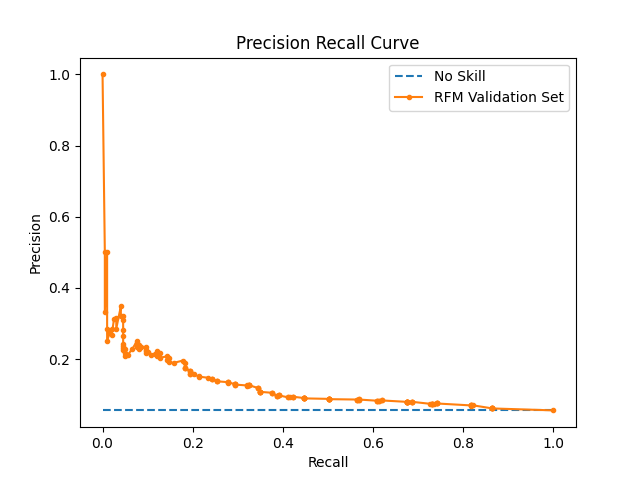 Precision Recall Curve
No Skill
RFM Validation Set
Precision
1.0
0.8
0.6
0.4
0.2
0.0 0.2 0.4 0.6 0.8 1.0
Recall